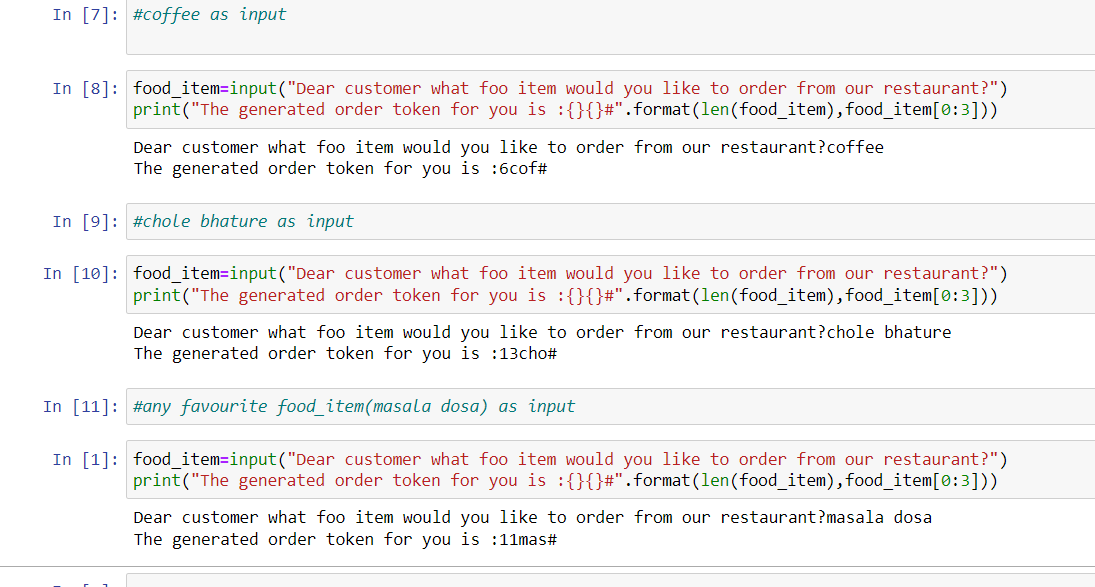 In [7]: #coffee as input
In [8]: food_item=input("Dear customer what foo item would you like to order from our restaurant?")
print("The generated order token for you is :{}{}#".format(len(food_item),food_item[0:3]))
Dear customer what foo item would you like to order from our restaurant?coffee
The generated order token for you is :6cof#
In [9]: #chole bhature as input
In [10]: food_item=input("Dear customer what foo item would you like to order from our restaurant?")
print("The generated order token for you is :{}{}#".format(len(food_item),food_item[0:3]))
Dear customer what foo item would you like to order from our restaurant?chole bhature
The generated order token for you is :13cho#
In [11]: #any favourite food_item(masala dosa) as input
In [1]: food_item=input("Dear customer what foo item would you like to order from our restaurant?")
print("The generated order token for you is :{}{}#".format(len(food_item),food_item[0:3]))
Dear customer what foo item would you like to order from our restaurant?masala dosa
The generated order token for you is :11mas#